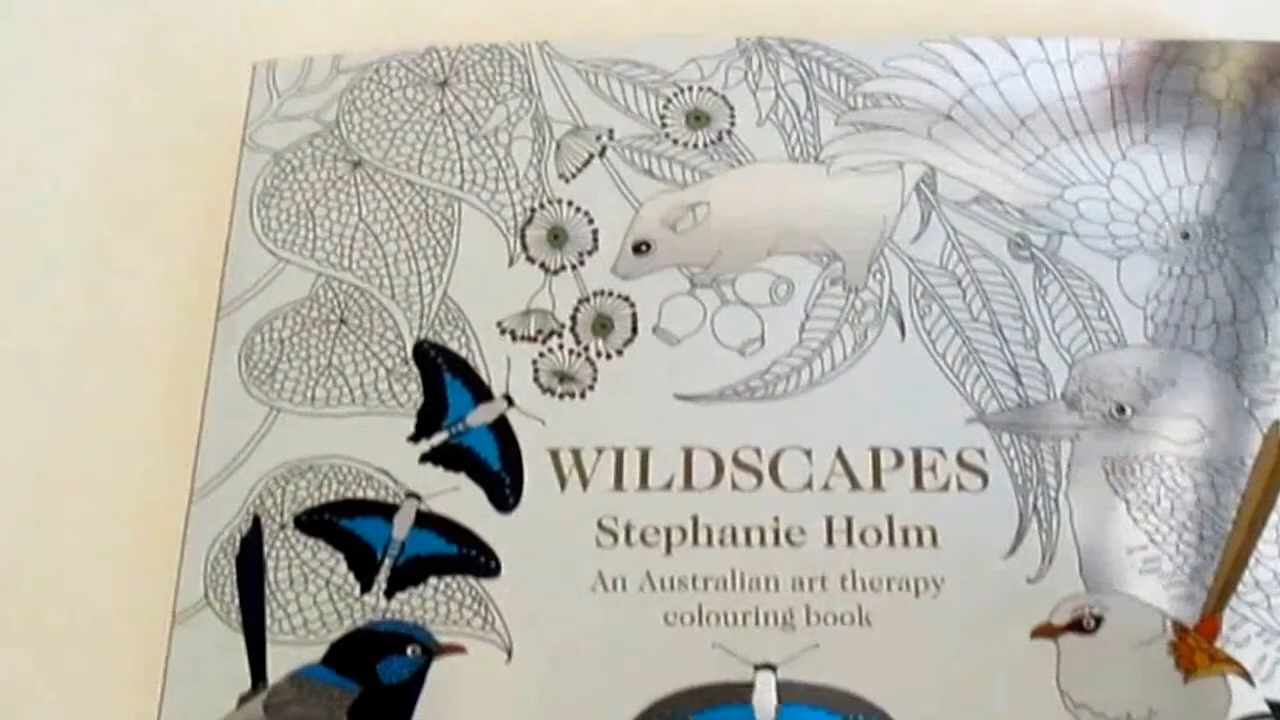 WILDSCAPES
Stephanie Holm
An Australian art therapy
colouring book